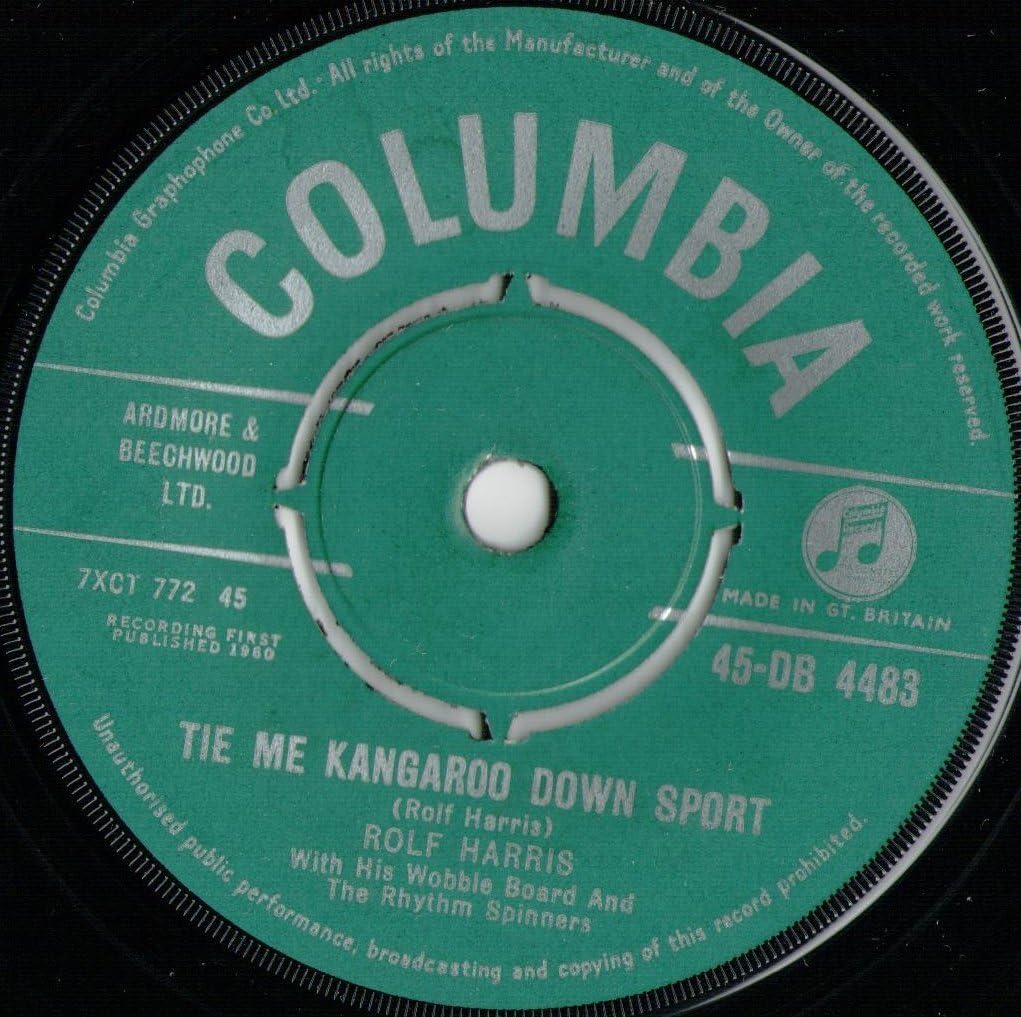 Columbia Graphophone Co. Ltd. · All rights of the Manufacturer and of the Owner of the recorded work reserved.
COLUMBIA
ARDMORE &
BEECHWOOD
LTD.
7XCT 772 45
RECORDING FIRST
PUBLISHED 1960
MADE IN GT. BRITAIN
45-DB 4483
TIE ME KANGAROO DOWN SPORT
(Rolf Harris)
ROLF HARRIS
With His Wobble Board And
The Rhythm Spinners
Unauthorised public performance, broadcasting and copying of this record prohibited.